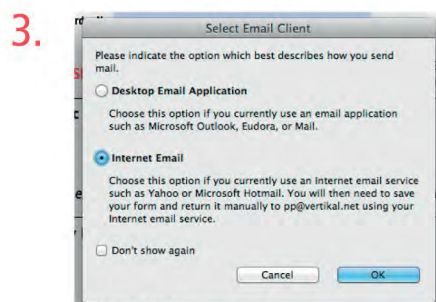 3.
Select Email Client
Please indicate the option which best describes how you send
mail.
Desktop Email Application
Choose this option if you currently use an email application
such as Microsoft Outlook, Eudora, or Mail.
Internet Email
Choose this option if you currently use an Internet email service
such as Yahoo or Microsoft Hotmail. You will then need to save
your form and return it manually to pp@vertikal.net using your
Internet email service.
Don't show again
Cancel OK